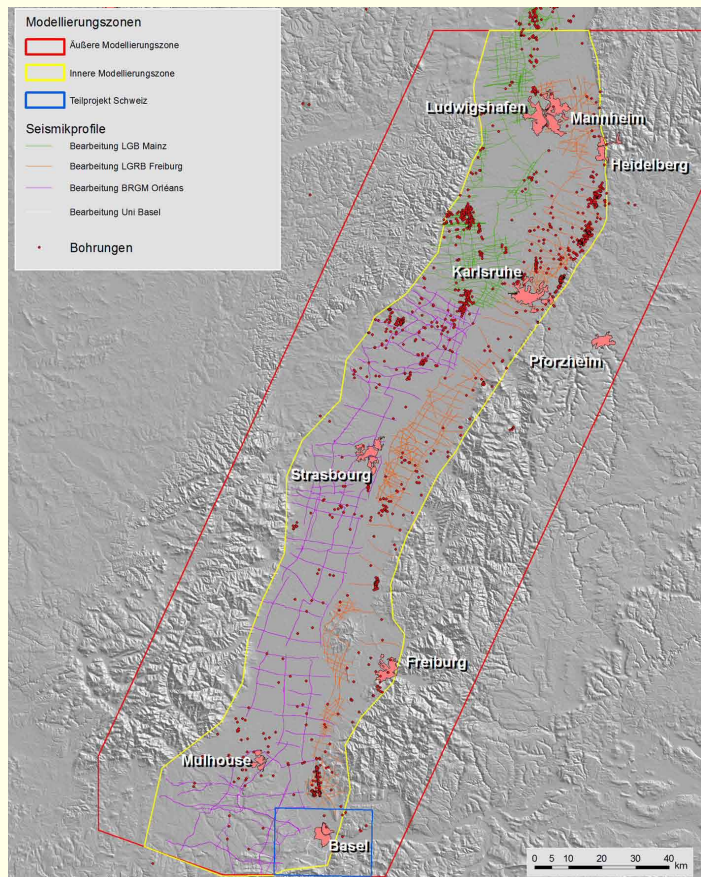 Modellierungszonen
Äußere Modellierungszone
Innere Modellierungszone
Teilprojekt Schweiz
Seismikprofile
Bearbeitung LGB Mainz
Bearbeitung LGRB Freiburg
Bearbeitung BRGM Orléans
Bearbeitung Uni Basel
Bohrungen
Ludwigshafen
Mannheim
Heidelberg
Karlsruhe
Pforzheim
Strasbourg
Freiburg
Mulhouse
Basel
0 5 10 20 30 40
km